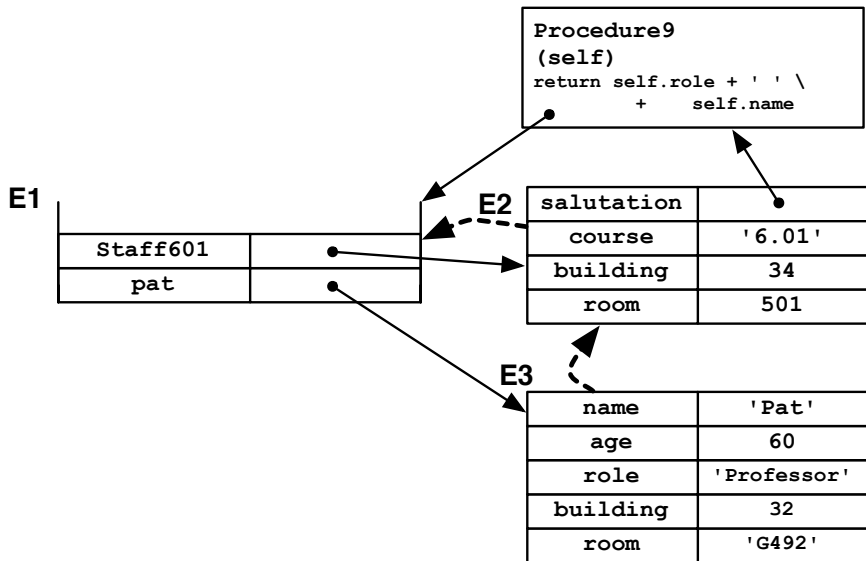 Procedure9
(self)
return self.role + ' ' \
+ self.name
E1
E2
salutation
course '6.01'
building 34
room 501
Staff601
pat
E3
name 'Pat'
age 60
role 'Professor'
building 32
room 'G492'